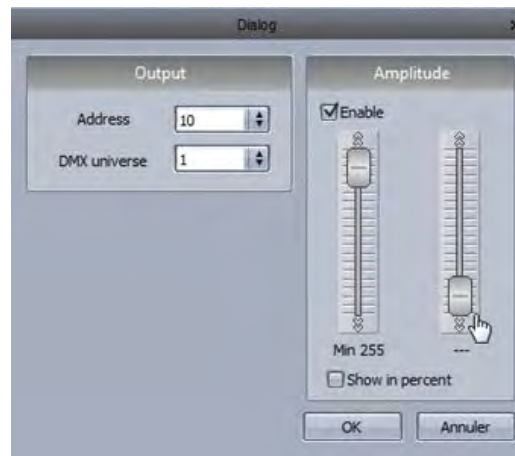 Dialog
Output
Address 10
DMX universe 1
Amplitude
Enable
Min 255 ---
Show in percent
OK Annuler